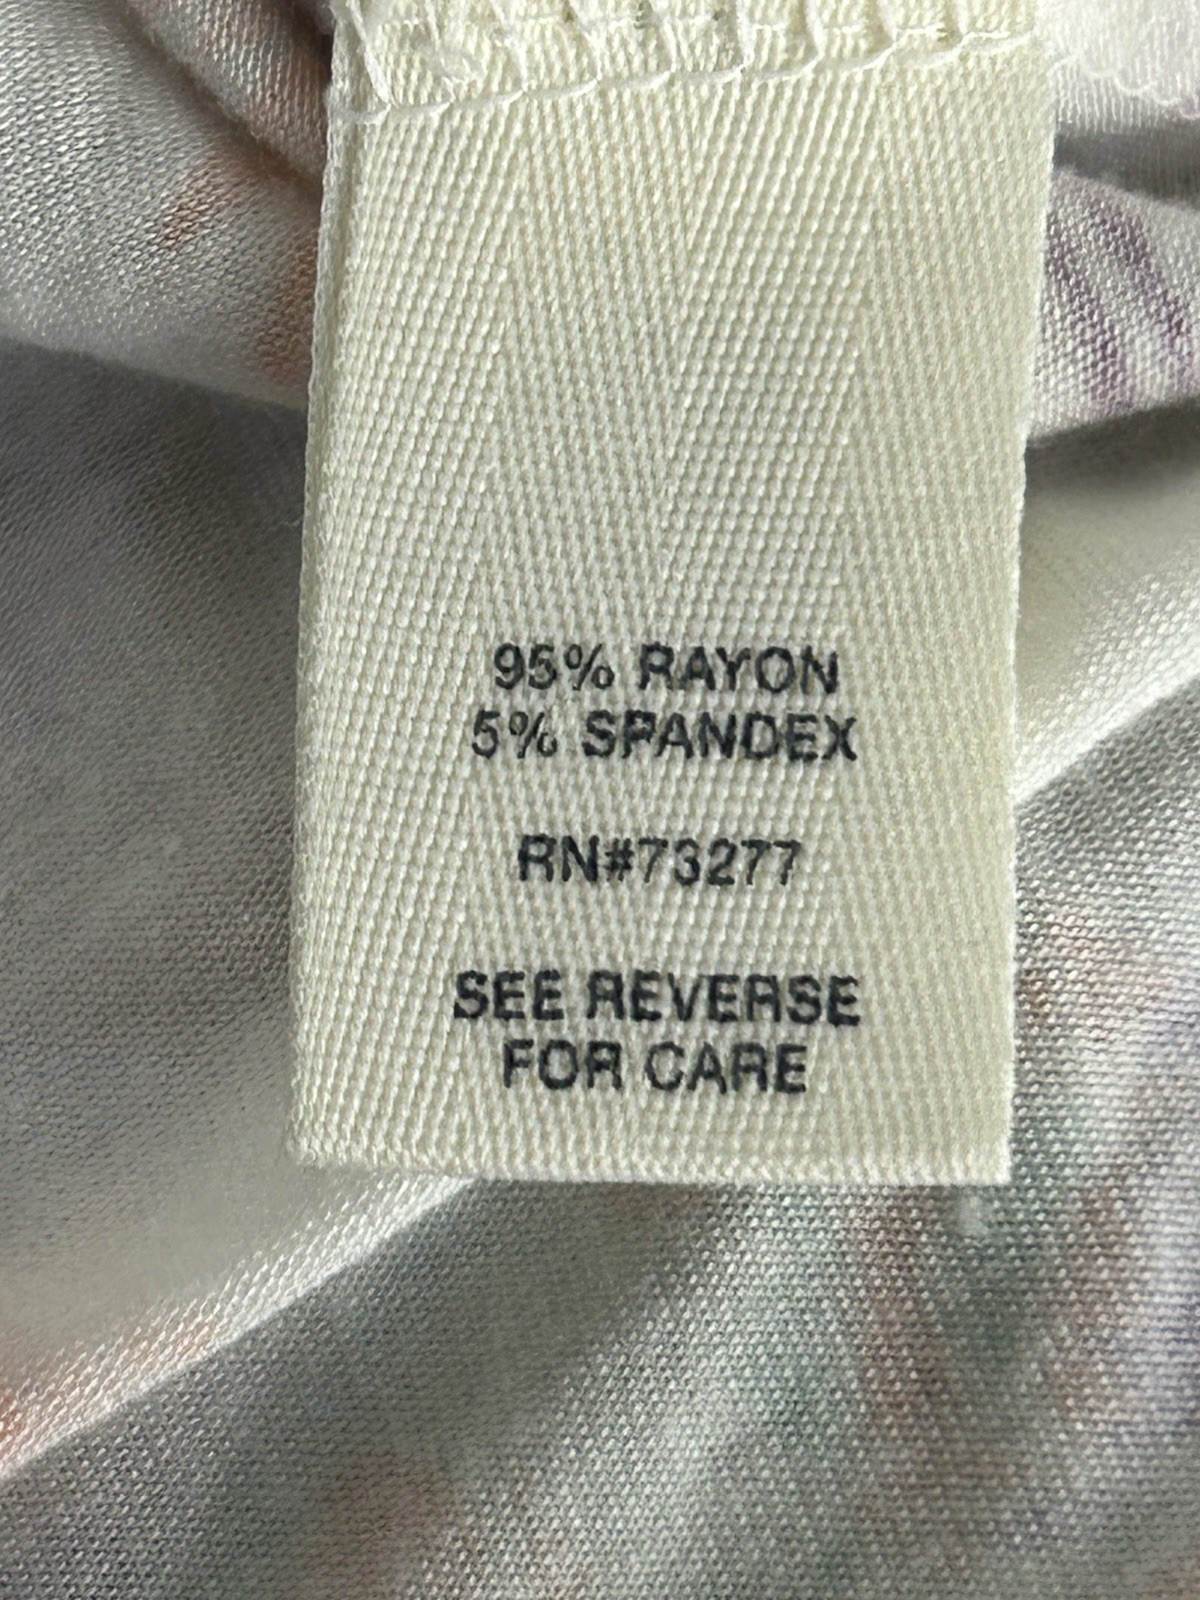 95% RAYON
5% SPANDEX
RN#73277
SEE REVERSE
FOR CARE